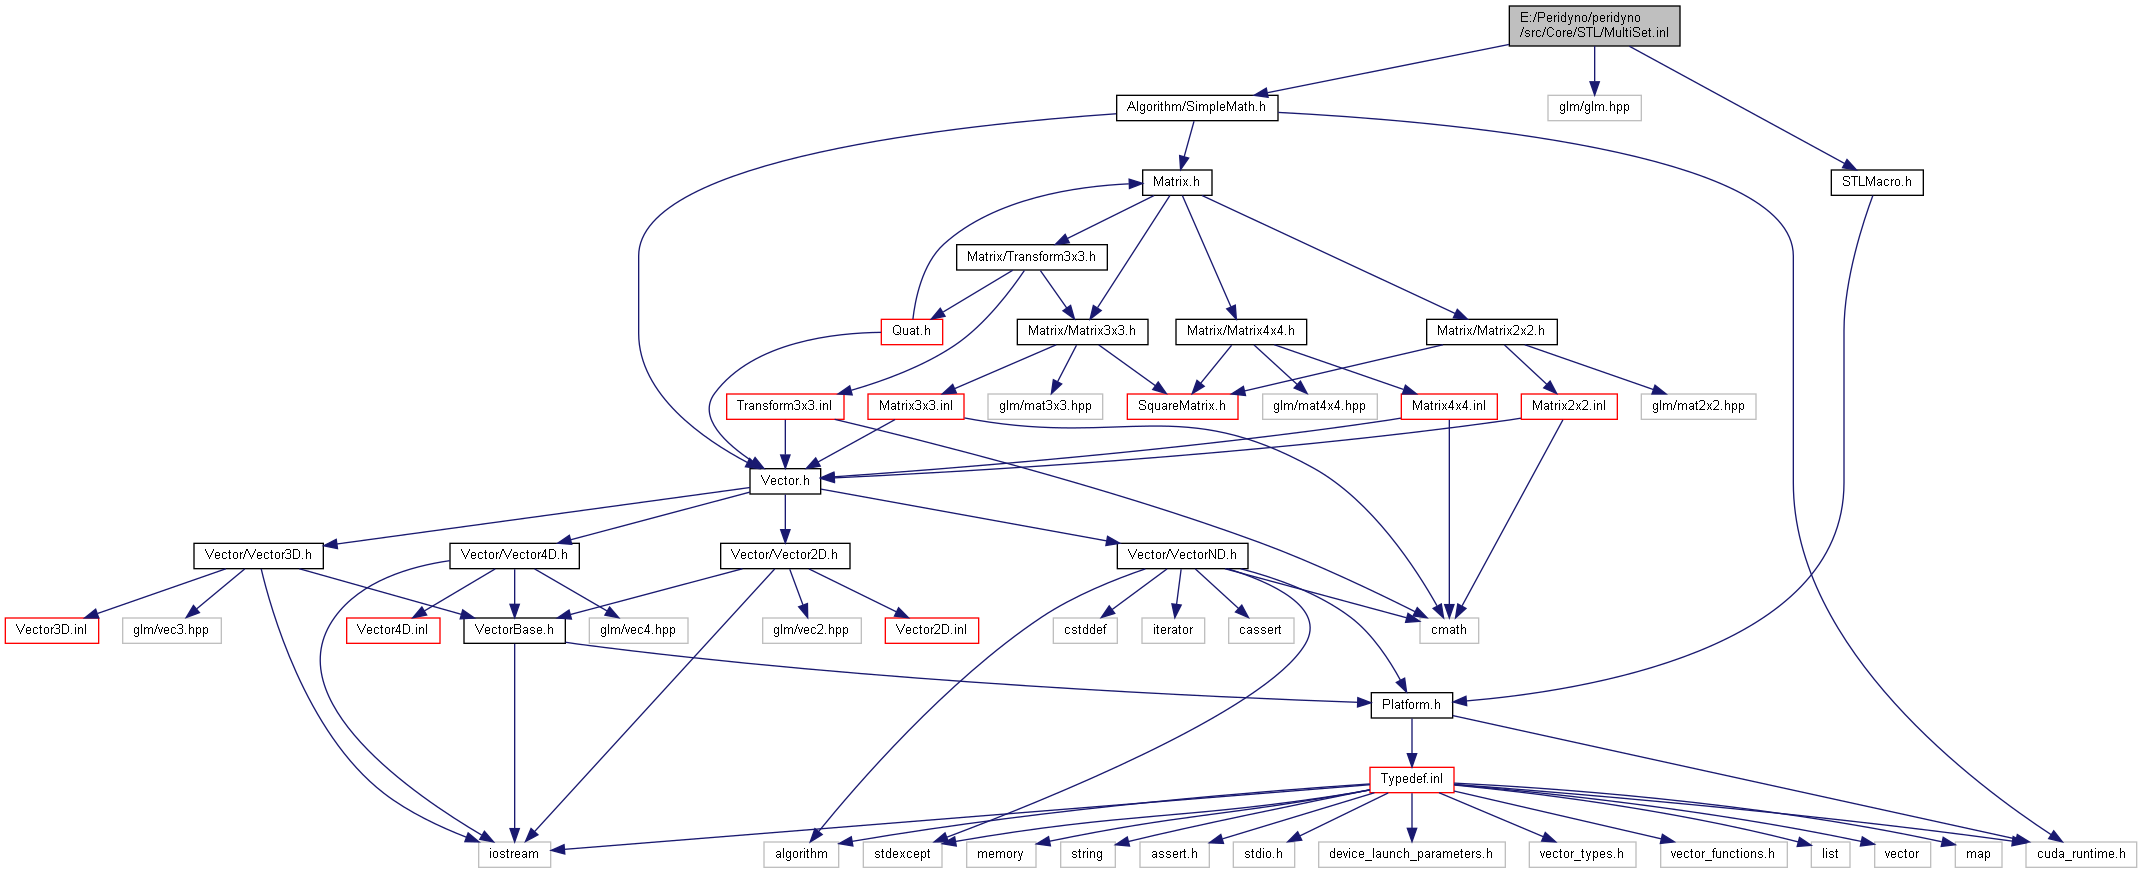 E:/Peridyno/peridyno
/src/Core/STL/MultiSet.inl
Algorithm/SimpleMath.h
glm/glm.hpp
Matrix.h
STLMacro.h
Matrix/Transform3x3.h
Quat.h
Matrix/Matrix3x3.h
Matrix/Matrix4x4.h
Matrix/Matrix2x2.h
Transform3x3.inl
Matrix3x3.inl
glm/mat3x3.hpp
SquareMatrix.h
glm/mat4x4.hpp
Matrix4x4.inl
Matrix2x2.inl
glm/mat2x2.hpp
Vector.h
Vector/Vector3D.h
Vector/Vector4D.h
Vector/Vector2D.h
Vector/VectorND.h
Vector3D.inl
glm/vec3.hpp
Vector4D.inl
VectorBase.h
glm/vec4.hpp
glm/vec2.hpp
Vector2D.inl
cstddef
iterator
cassert
cmath
Platform.h
Typedef.inl
iostream
algorithm
stdexcept
memory
string
assert.h
stdio.h
device_launch_parameters.h
vector_types.h
vector_functions.h
list
vector
map
cuda_runtime.h